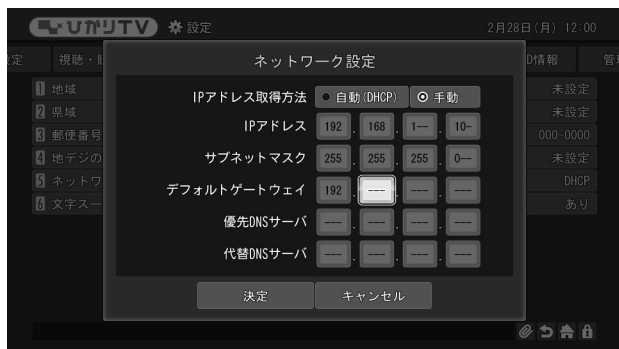 ひかりTV 設定 2月28日(月) 12:00
定 視聴・ D情報 管
ネットワーク設定
IPアドレス取得方法 自動(DHCP) 手動
IPアドレス 192 . 168 . 1-- . 10-
サブネットマスク 255 . 255 . 255 . 0--
デフォルトゲートウェイ 192 . --- . --- . ---
優先DNSサーバ --- . --- . --- . ---
代替DNSサーバ --- . --- . --- . ---
決定 キャンセル
1 地域 未設定
2 県域 未設定
3 郵便番号 000-0000
4 地デジの 未設定
5 ネットワ DHCP
6 文字スー あり